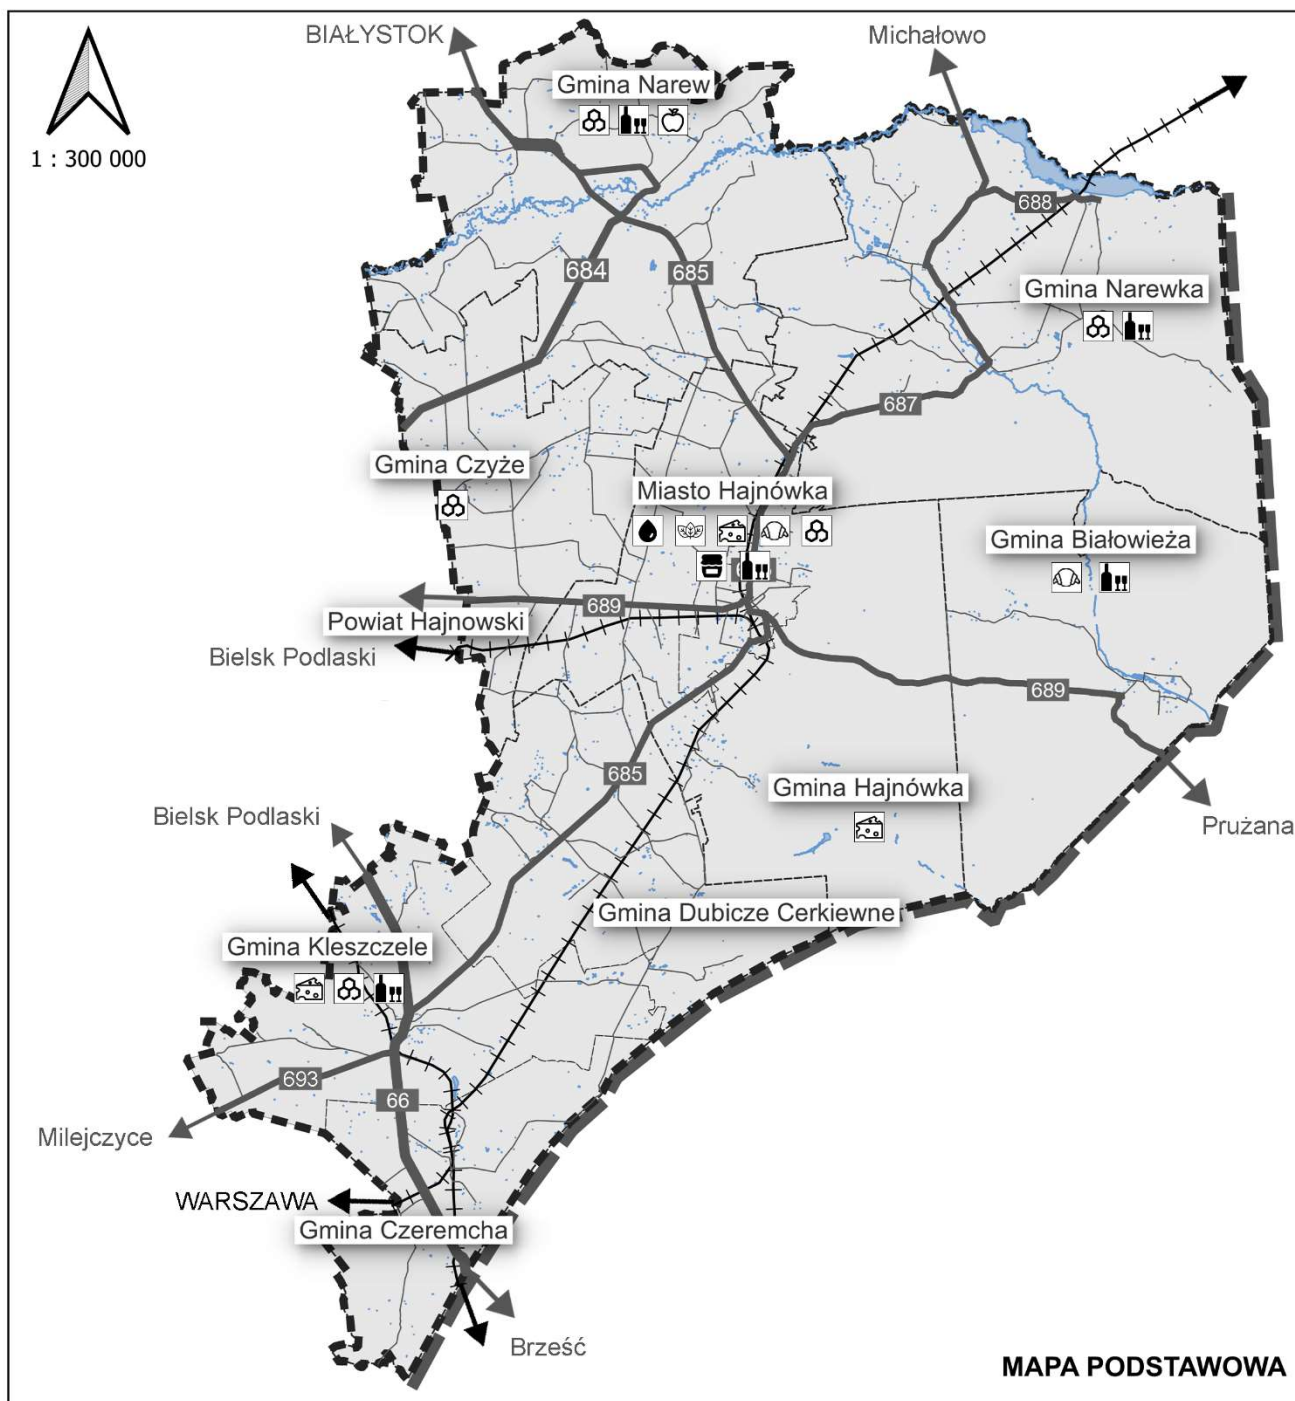 BIAŁYSTOK
Michałowo
Gmina Narew
1 : 300 000
688
684
685
Gmina Narewka
687
Gmina Czyże
Miasto Hajnówka
Gmina Białowieża
689
Powiat Hajnowski
Bielsk Podlaski
689
685
Gmina Hajnówka
Bielsk Podlaski
Prużana
Gmina Dubicze Cerkiewne
Gmina Kleszczele
693
66
Milejczyce
WARSZAWA
Gmina Czeremcha
Brześć
MAPA PODSTAWOWA